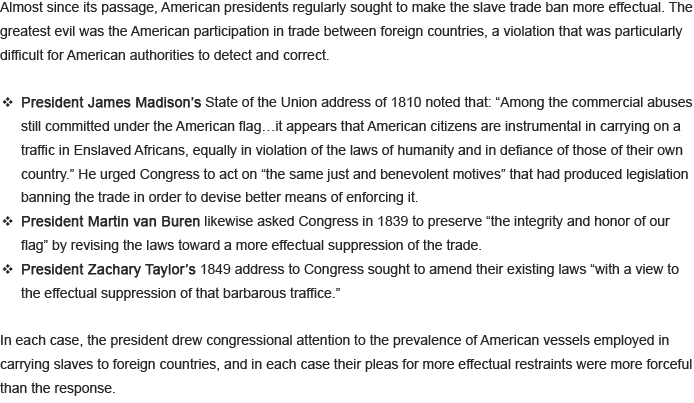 Almost since its passage, American presidents regularly sought to make the slave trade ban more effectual. The
greatest evil was the American participation in trade between foreign countries, a violation that was particularly
difficult for American authorities to detect and correct.
❖ President James Madison’s State of the Union address of 1810 noted that: “Among the commercial abuses
still committed under the American flag…it appears that American citizens are instrumental in carrying on a
traffic in Enslaved Africans, equally in violation of the laws of humanity and in defiance of those of their own
country.” He urged Congress to act on “the same just and benevolent motives” that had produced legislation
banning the trade in order to devise better means of enforcing it.
❖ President Martin van Buren likewise asked Congress in 1839 to preserve “the integrity and honor of our
flag” by revising the laws toward a more effectual suppression of the trade.
❖ President Zachary Taylor’s 1849 address to Congress sought to amend their existing laws “with a view to
the effectual suppression of that barbarous traffice.”
In each case, the president drew congressional attention to the prevalence of American vessels employed in
carrying slaves to foreign countries, and in each case their pleas for more effectual restraints were more forceful
than the response.